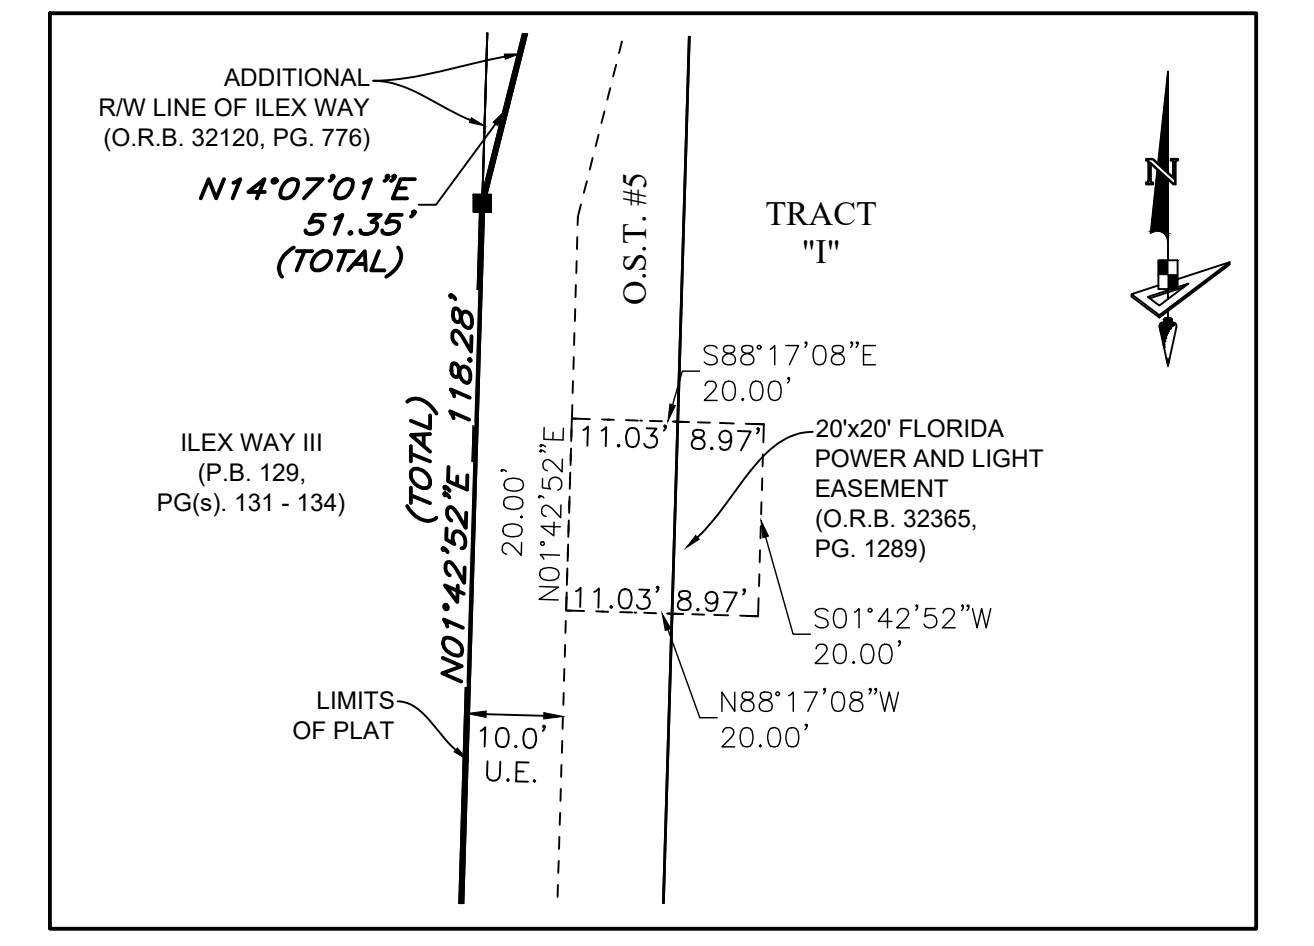 ADDITIONAL
R/W LINE OF ILEX WAY
(O.R.B. 32120, PG. 776)
N14°07'01"E
51.35'
(TOTAL)
N
O.S.T. #5
TRACT
"I"
N01°42'52"E 118.28'
(TOTAL)
S88°17'08"E
20.00'
ILEX WAY III
(P.B. 129,
PG(s). 131 - 134)
20.00'
N01°42'52"E
11.03' 8.97'
20'x20' FLORIDA
POWER AND LIGHT
EASEMENT
(O.R.B. 32365,
PG. 1289)
11.03' 8.97'
S01°42'52"W
20.00'
N88°17'08"W
20.00'
LIMITS
OF PLAT
10.0'
U.E.